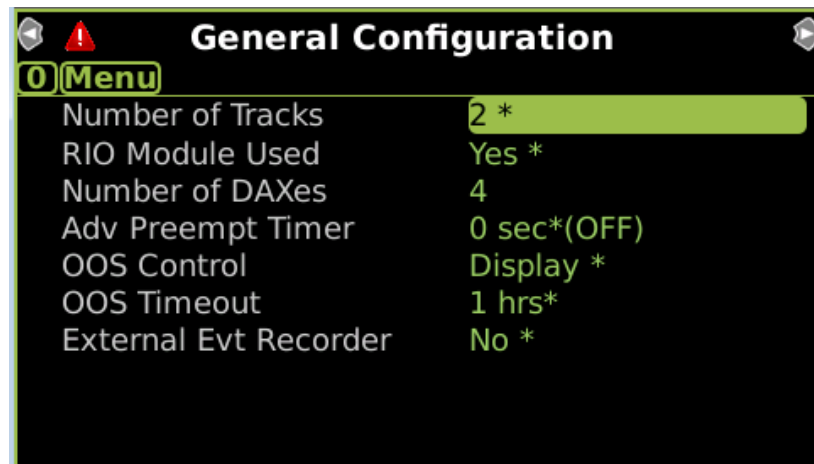 General Configuration
0 Menu
Number of Tracks 2 *
RIO Module Used Yes *
Number of DAXes 4
Adv Preempt Timer 0 sec*(OFF)
OOS Control Display *
OOS Timeout 1 hrs*
External Evt Recorder No *